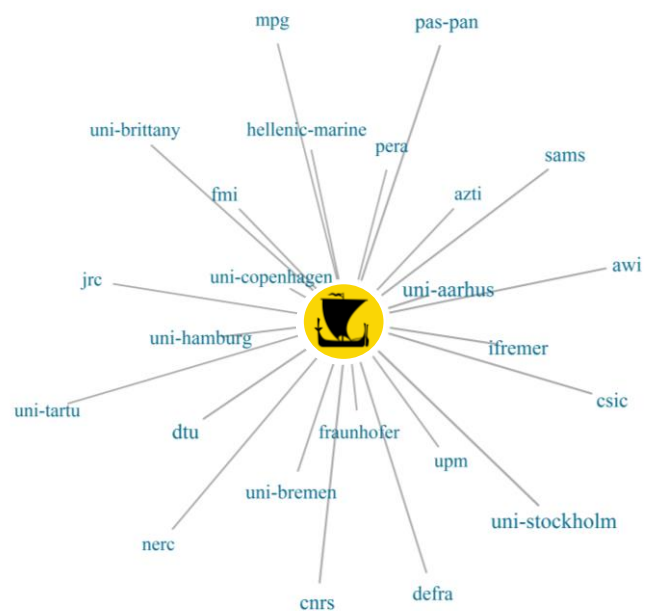 mpg
pas-pan
uni-brittany
hellenic-marine
pera
sams
fmi
azti
jrc
uni-copenhagen
uni-aarhus
awi
uni-hamburg
ifremer
uni-tartu
dtu
fraunhofer
csic
upm
uni-bremen
uni-stockholm
nerc
cnrs
defra